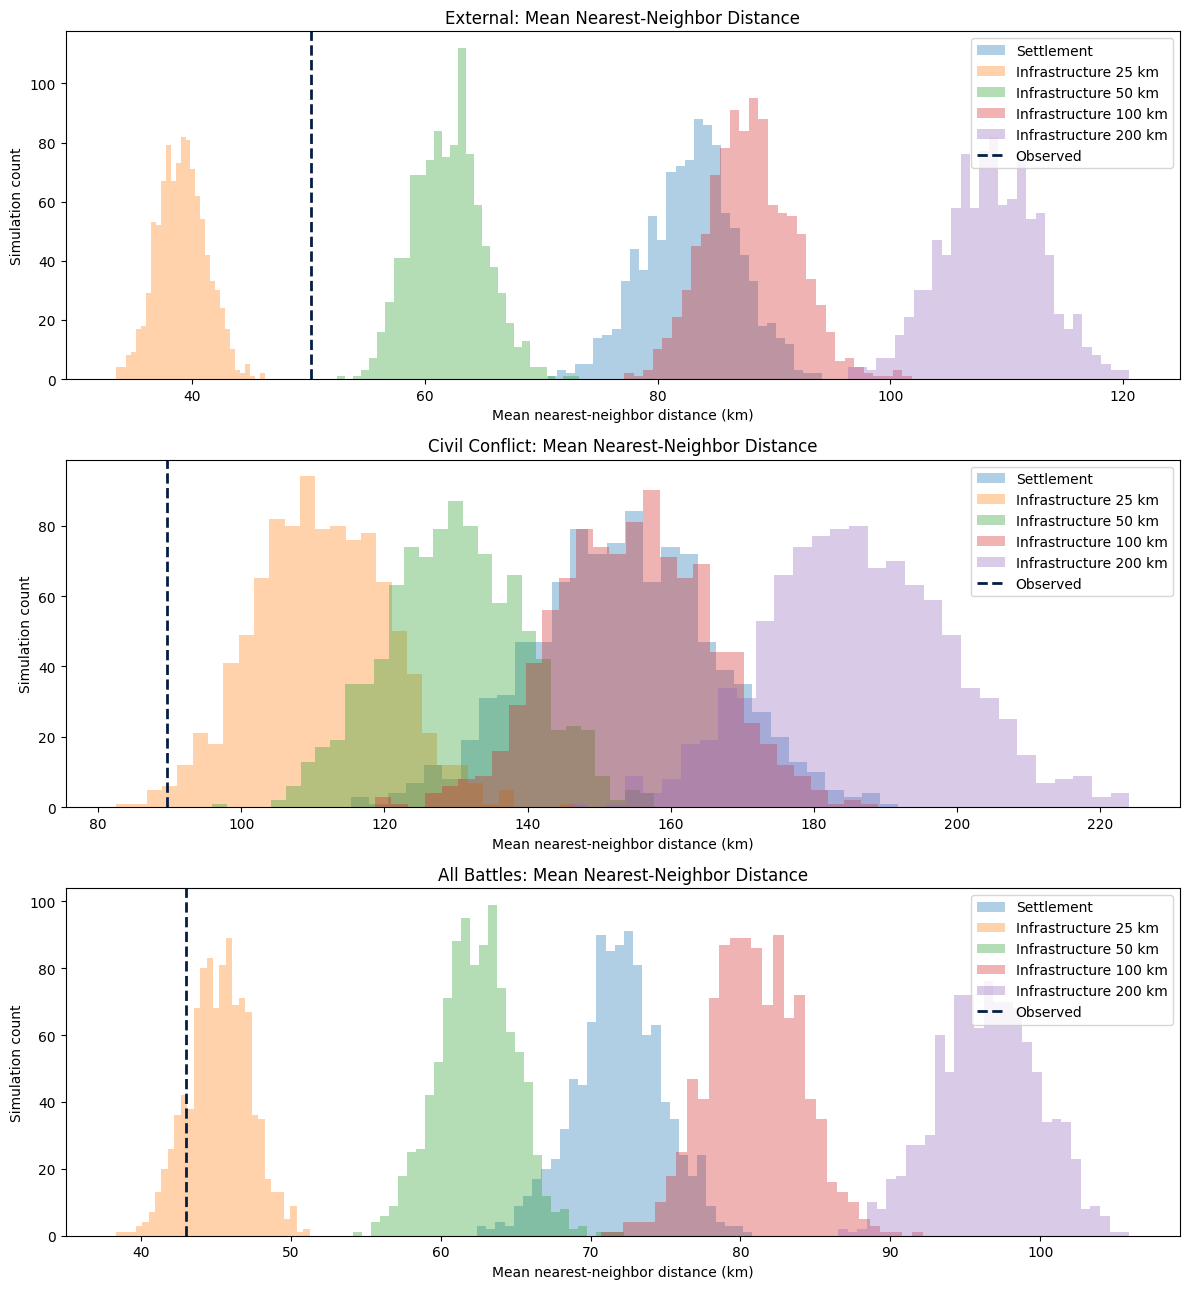 External: Mean Nearest-Neighbor Distance
Simulation count
100
80
60
40
20
0
40
60
80
100
120
Mean nearest-neighbor distance (km)
Settlement
Infrastructure 25 km
Infrastructure 50 km
Infrastructure 100 km
Infrastructure 200 km
Observed
Civil Conflict: Mean Nearest-Neighbor Distance
Simulation count
80
60
40
20
0
80
100
120
140
160
180
200
220
Mean nearest-neighbor distance (km)
Settlement
Infrastructure 25 km
Infrastructure 50 km
Infrastructure 100 km
Infrastructure 200 km
Observed
All Battles: Mean Nearest-Neighbor Distance
Simulation count
100
80
60
40
20
0
40
50
60
70
80
90
100
Mean nearest-neighbor distance (km)
Settlement
Infrastructure 25 km
Infrastructure 50 km
Infrastructure 100 km
Infrastructure 200 km
Observed